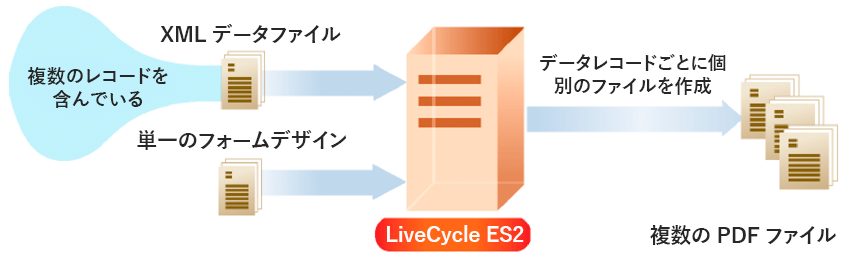 XML データファイル
複数のレコードを
含んでいる
単一のフォームデザイン
LiveCycle ES2
データレコードごとに個
別のファイルを作成
複数の PDF ファイル